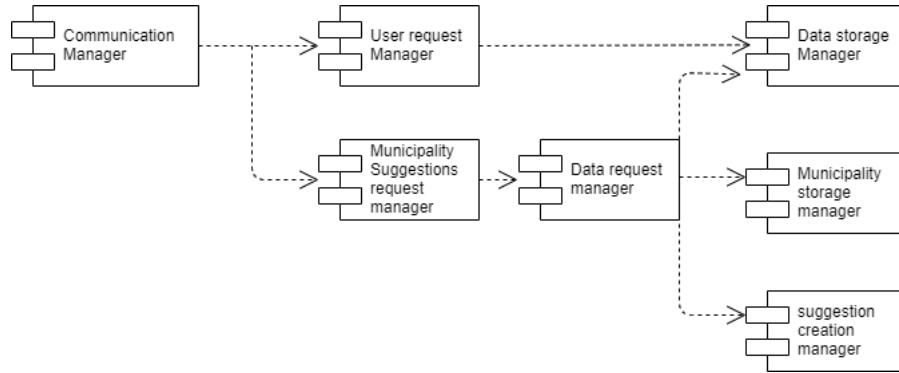 Communication
Manager
User request
Manager
Data storage
Manager
Municipality
Suggestions
request
manager
Data request
manager
Municipality
storage
manager
suggestion
creation
manager